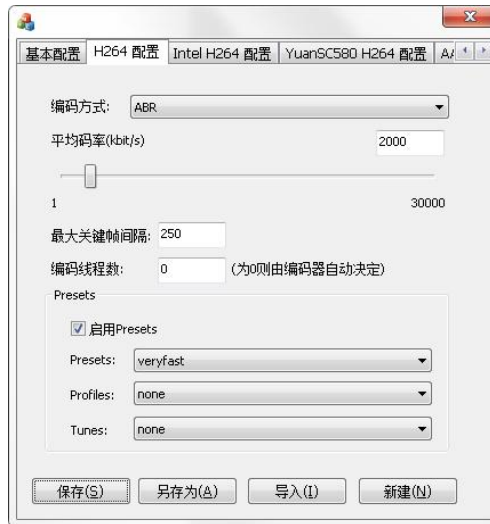 基本配置 H264 配置 Intel H264 配置 YuanSC580 H264 配置
编码方式: ABR
平均码率(kbit/s) 2000
1 30000
最大关键帧间隔: 250
编码线程数: 0 (为0则由编码器自动决定)
Presets
启用Presets
Presets: veryfast
Profiles: none
Tunes: none
保存(S) 另存为(A) 导入(I) 新建(N)